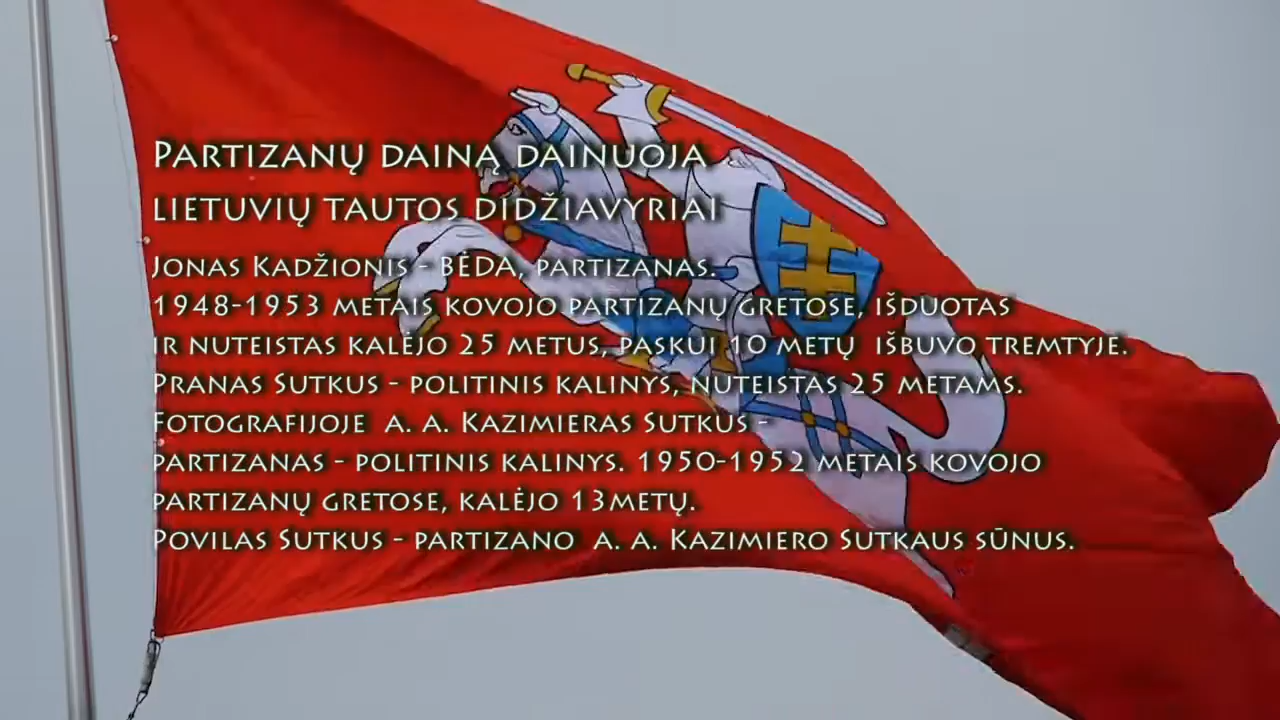 Partizanų dainą dainuoja
lietuvių tautos didžiavyriai
Jonas Kadžionis - BĖDA, partizanas.
1948-1953 metais kovojo partizanų gretose, išduotas
ir nuteistas kalėjo 25 metus, paskui 10 metų išbuvo tremtyje.
Pranas Sutkus - politinis kalinys, nuteistas 25 metams.
Fotografijoje a. a. Kazimieras Sutkus -
partizanas - politinis kalinys. 1950-1952 metais kovojo
partizanų gretose, kalėjo 13metų.
Povilas Sutkus - partizano a. a. Kazimiero Sutkaus sūnus.